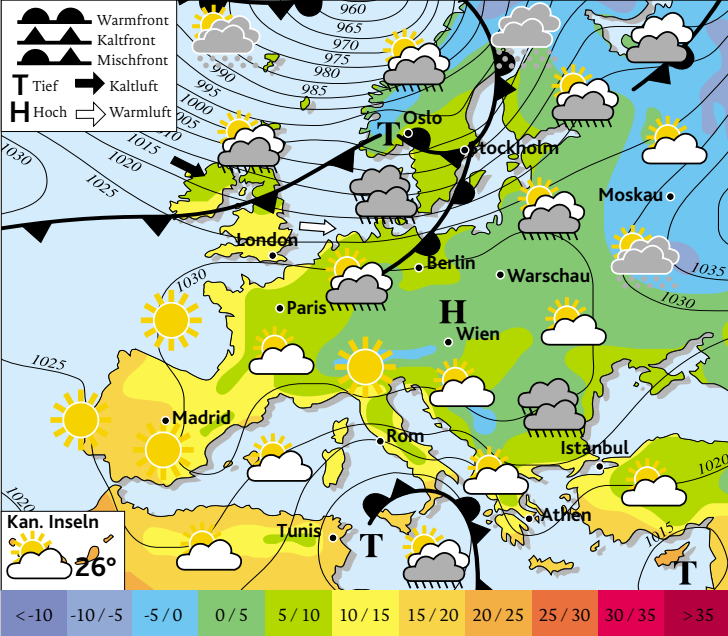 Warmfront
Kaltfront
Mischfront
T Tief
Kaltluft
H Hoch
Warmluft
960
965
970
975
980
985
990
995
1000
1005
1010
1015
1020
1025
1030
T
Oslo
Stockholm
Moskau
London
1030
Berlin
Warschau
1035
1030
Paris
H
Wien
1025
Madrid
Rom
Istanbul
1020
1020
Kan. Inseln
26°
Tunis
T
Athen
1015
T
< -10
-10 / -5
-5 / 0
0 / 5
5 / 10
10 / 15
15 / 20
20 / 25
25 / 30
30 / 35
> 35